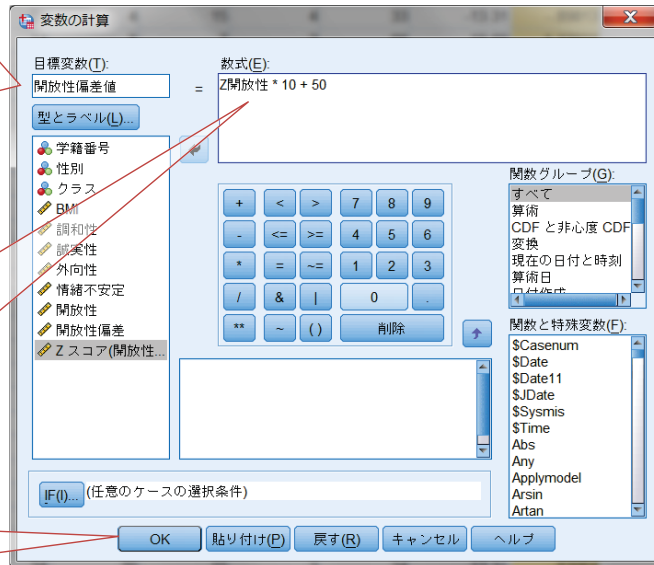 変数の計算
目標変数(T):
開放性偏差値
=
数式(E):
Z開放性 * 10 + 50
型とラベル(L)...
学籍番号
性別
クラス
BMI
調和性
誠実性
外向性
情緒不安定
開放性
開放性偏差
Z スコア(開放性...
+ < > 7 8 9
- <= >= 4 5 6
* = ~= 1 2 3
/ & | 0 .
** ~ ( ) 削除
関数グループ(G):
すべて
算術
CDF と非心度 CDF
変換
現在の日付と時刻
算術日
日付作成
関数と特殊変数(F):
$Casenum
$Date
$Date11
$JDate
$Sysmis
$Time
Abs
Any
Applymodel
Arsin
Artan
IF(I)... (任意のケースの選択条件)
OK 貼り付け(P) 戻す(R) キャンセル ヘルプ